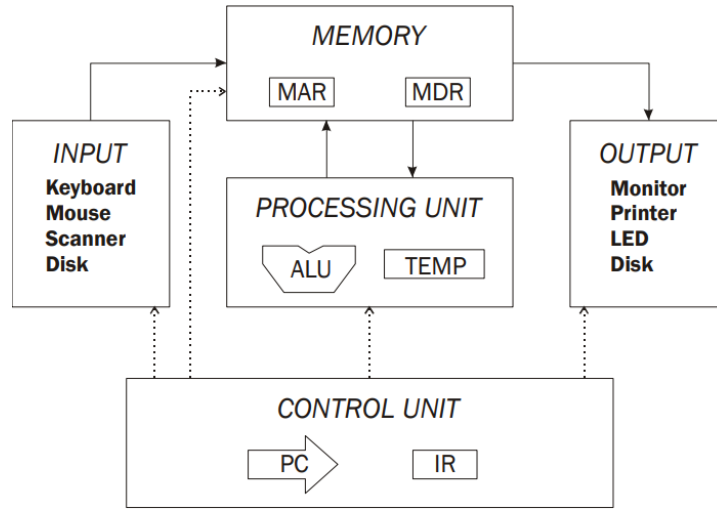 MEMORY
MAR
MDR
INPUT
Keyboard
Mouse
Scanner
Disk
PROCESSING UNIT
ALU
TEMP
OUTPUT
Monitor
Printer
LED
Disk
CONTROL UNIT
PC
IR